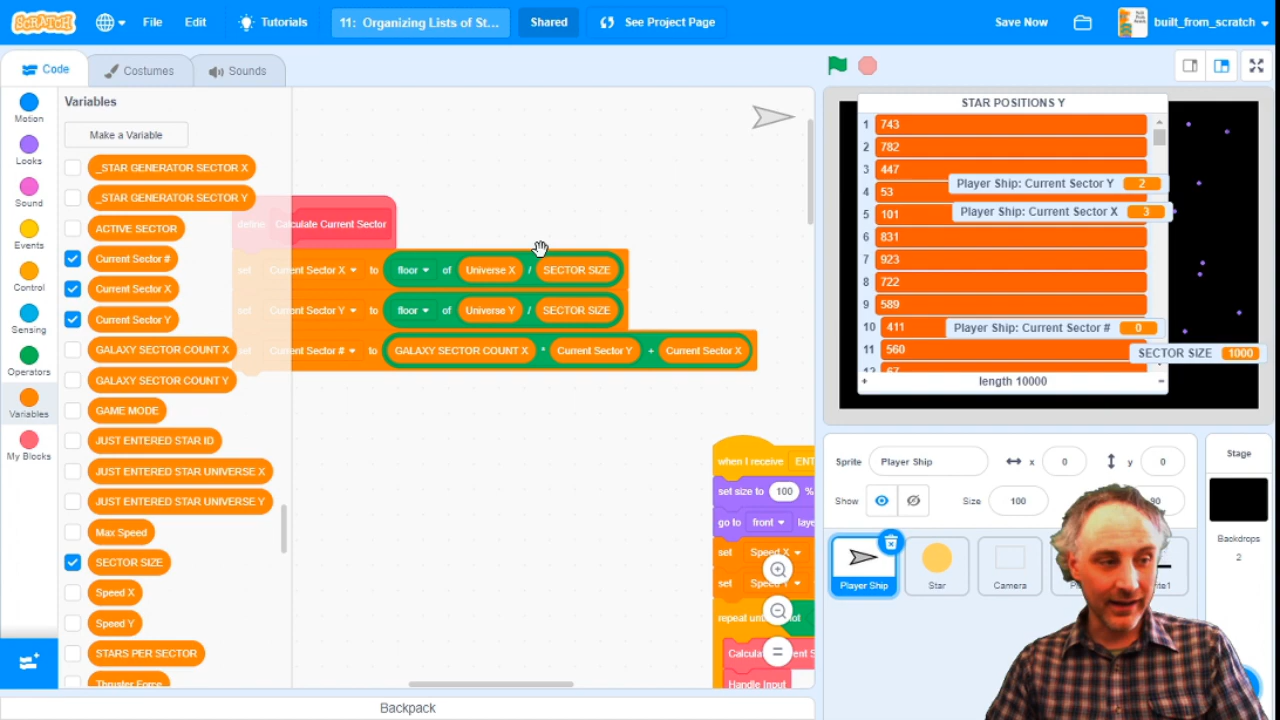 SCRATCH
File
Edit
Tutorials
11: Organizing Lists of St...
Shared
See Project Page
Save Now
built_from_scratch
Code
Costumes
Sounds
Motion
Looks
Sound
Events
Control
Sensing
Operators
Variables
My Blocks
Variables
Make a Variable
_STAR GENERATOR SECTOR X
_STAR GENERATOR SECTOR Y
ACTIVE SECTOR
Current Sector #
Current Sector X
Current Sector Y
GALAXY SECTOR COUNT X
GALAXY SECTOR COUNT Y
GAME MODE
JUST ENTERED STAR ID
JUST ENTERED STAR UNIVERSE X
JUST ENTERED STAR UNIVERSE Y
Max Speed
SECTOR SIZE
Speed X
Speed Y
STARS PER SECTOR
Thruster Force
define Calculate Current Sector
set Current Sector X to floor of Universe X / SECTOR SIZE
set Current Sector Y to floor of Universe Y / SECTOR SIZE
set Current Sector # to GALAXY SECTOR COUNT X * Current Sector Y + Current Sector X
when I receive ENT
set size to 100 %
go to front laye
set Speed X
set Speed Y
repeat until not
Handle Input
Backpack
STAR POSITIONS Y
1 743
2 782
3 447
4 53
5 101
6 831
7 923
8 722
9 589
10 411
11 560
12 67
+ length 10000 =
Player Ship: Current Sector Y 2
Player Ship: Current Sector X 3
Player Ship: Current Sector # 0
SECTOR SIZE 1000
Sprite Player Ship x 0 y 0
Show Size 100
Player Ship
Star
Camera
Stage
Backdrops
2